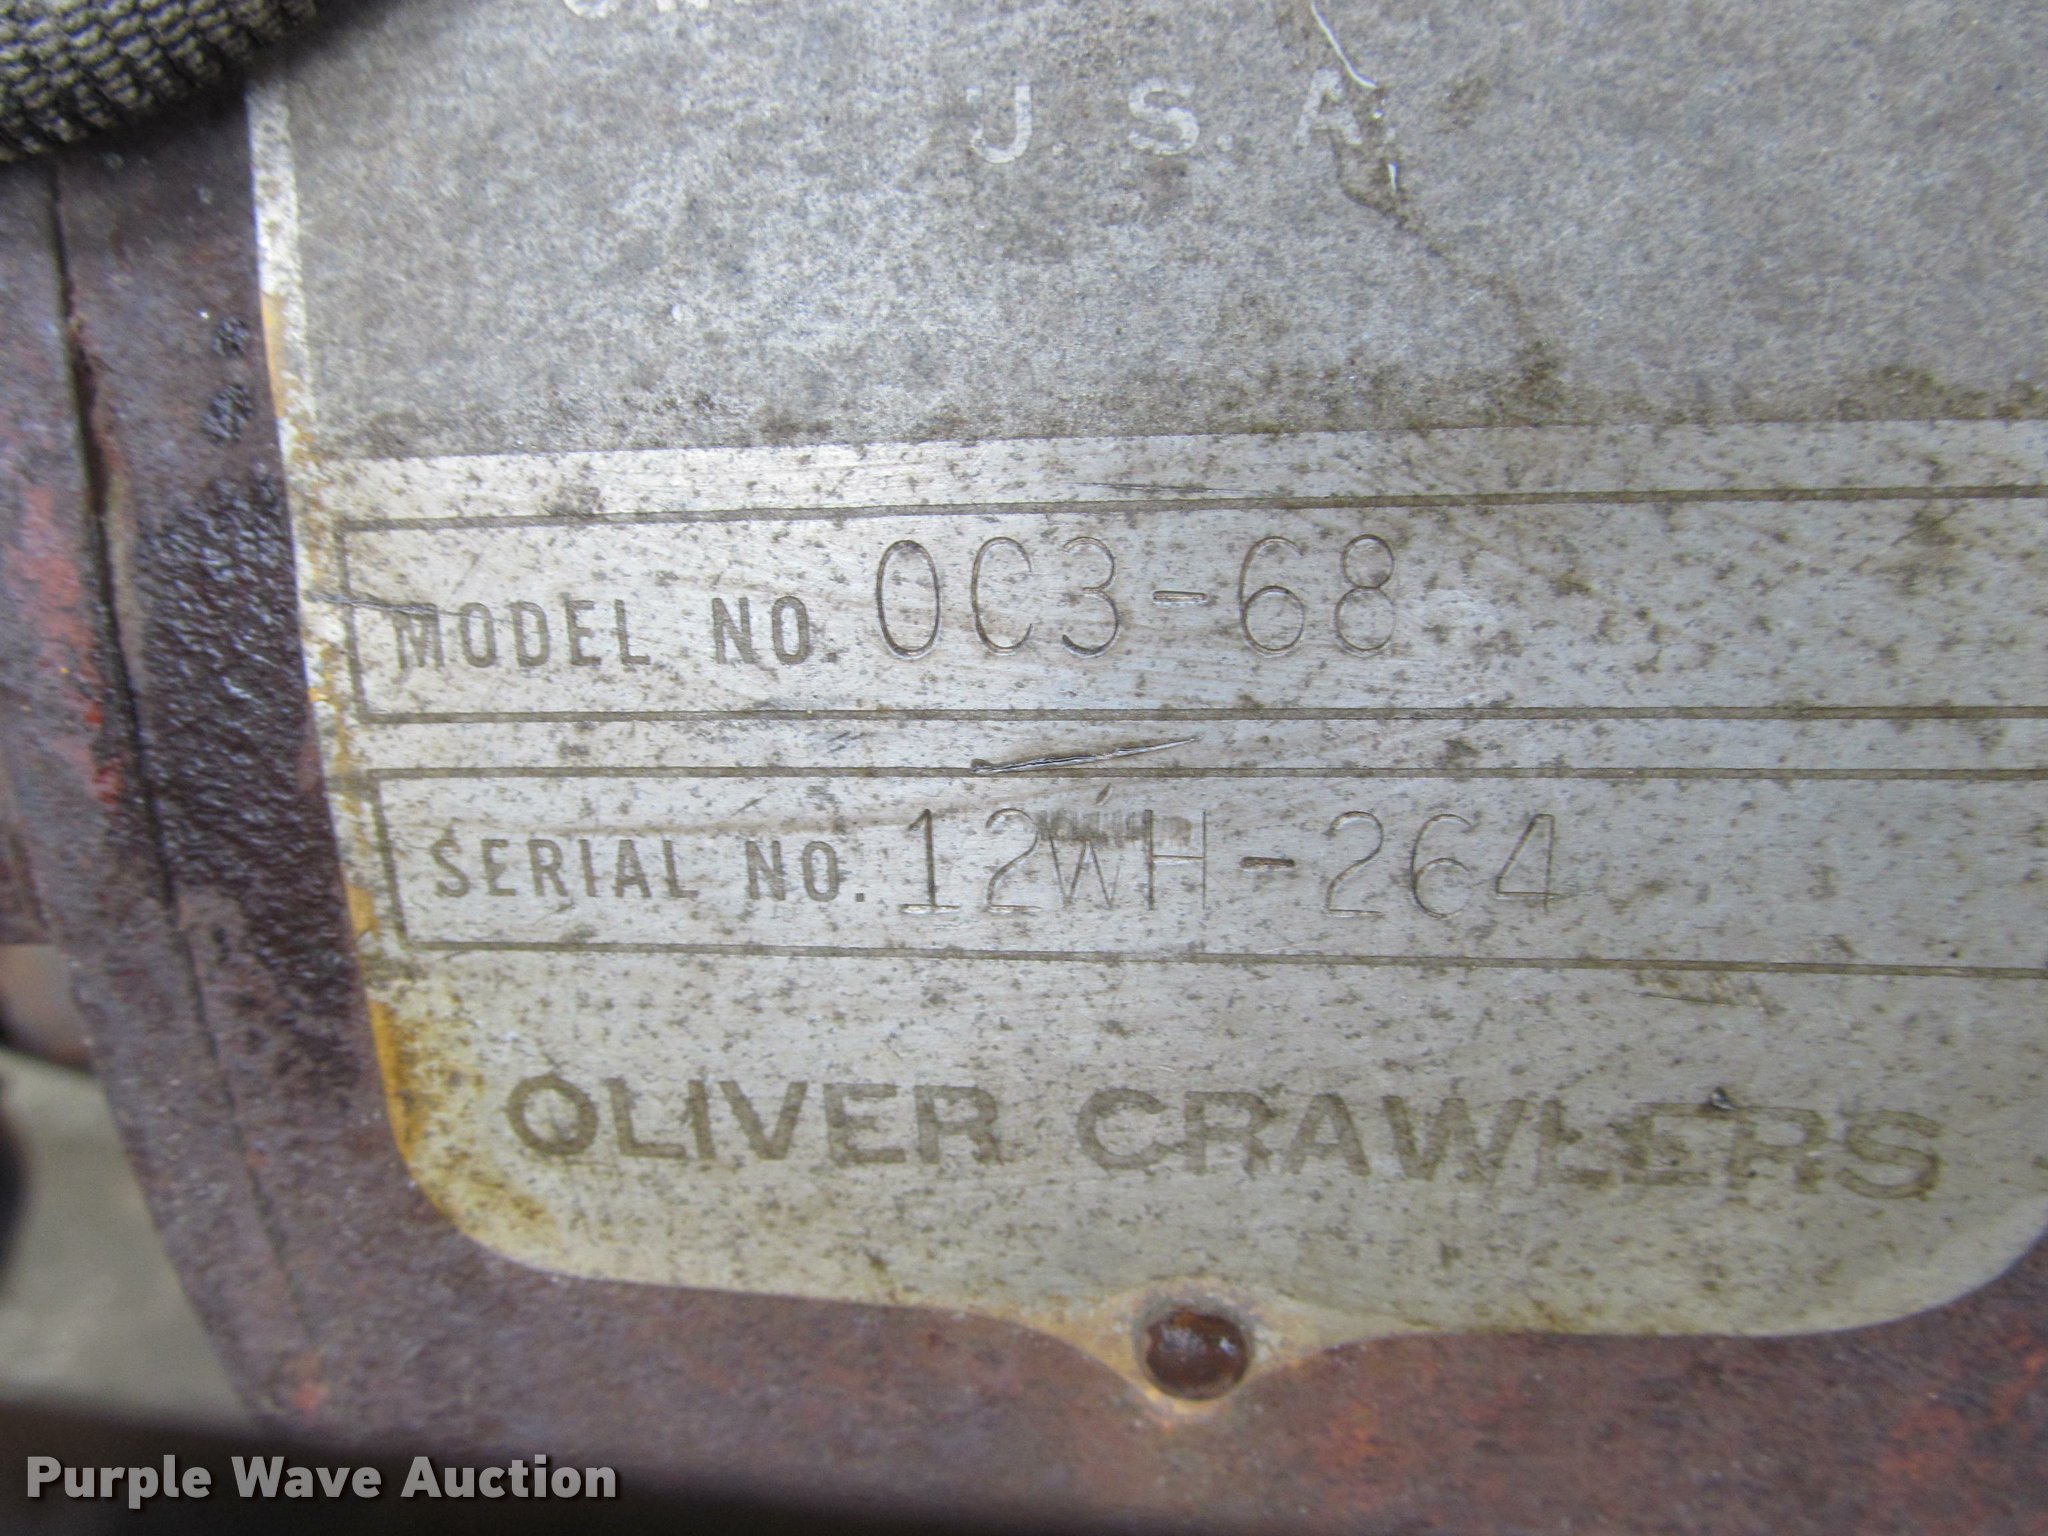 U. S. A.
MODEL NO. OC3-68
SERIAL NO. 12WH-264
OLIVER CRAWLERS
Purple Wave Auction